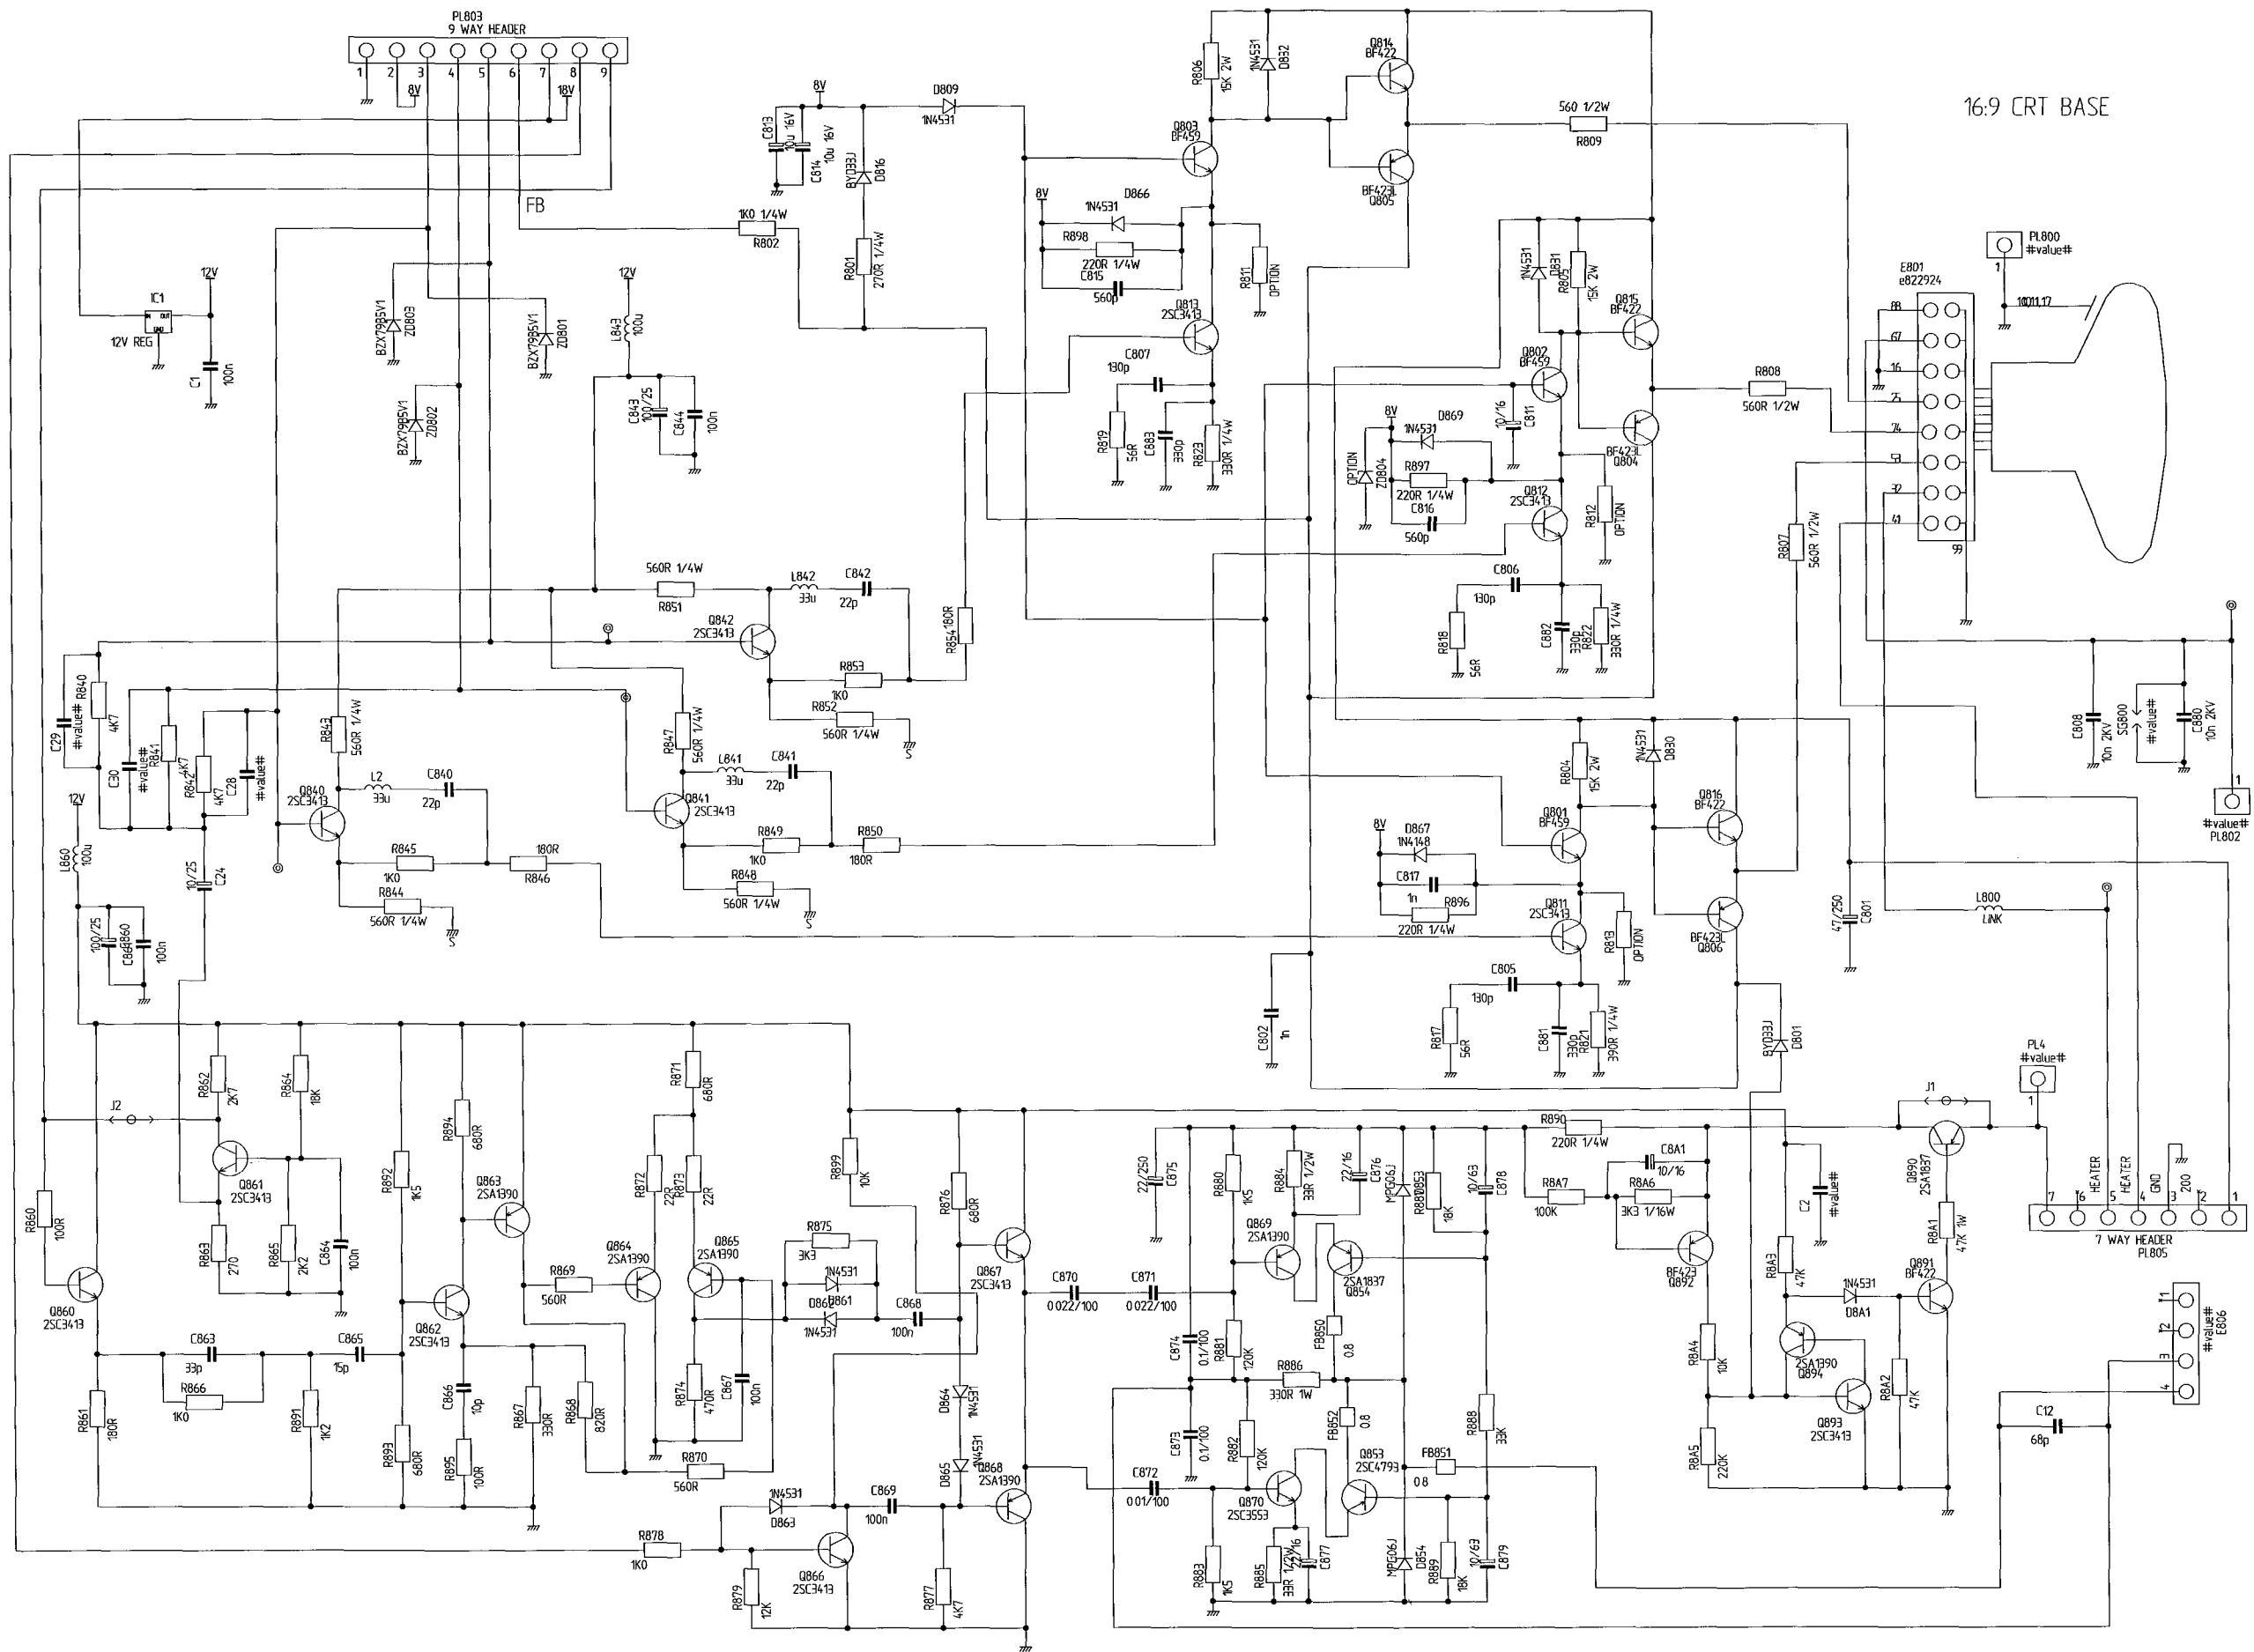 PL803
9 WAY HEADER
1
2
3
4
5
6
7
8
9
8V
18V
FB
16:9 CRT BASE
12V
IC1
IN OUT
GND
12V REG
C1
100n
BZX79B5V1
ZD803
BZX79B5V1
ZD801
BZX79B5V1
ZD802
8V
C813
10u 16V
C814
10u 16V
BYD33J
D816
D809
1N4531
1K0 1/4W
R802
R801
270R 1/4W
12V
L843
100u
C843
100/25
C844
100n
R806
15K 2W
1N4531
D832
Q814
BF422
Q803
BF459
BF423L
Q805
560 1/2W
R809
8V
D866
1N4531
R898
220R 1/4W
C815
560p
R811
OPTION
Q813
2SC3413
C807
130p
R819
56R
C883
330p
R823
330R 1/4W
1N4531
D831
R805
15K 2W
Q815
BF422
Q802
BF459
8V
D869
1N4531
10/16
C811
OPTION
ZD804
R897
220R 1/4W
C816
560p
BF423L
Q804
Q812
2SC3413
R812
OPTION
C806
130p
R818
56R
C882
330p
R822
330R 1/4W
R808
560R 1/2W
R807
560R 1/2W
E801
e822924
88
67
16
25
74
53
32
41
99
PL800
#value#
1
10,11,17
C808
10n 2KV
SG800
#value#
C880
10n 2KV
1
#value#
PL802
560R 1/4W
R851
L842
33u
C842
22p
Q842
2SC3413
R853
1K0
R852
560R 1/4W
S
R854
180R
C29
#value#
R840
4K7
C30
#value#
R841
4K7
R842
4K7
C28
#value#
R843
560R 1/4W
R847
560R 1/4W
L2
33u
C840
22p
Q840
2SC3413
R845
1K0
180R
R846
R844
560R 1/4W
S
L841
33u
C841
22p
Q841
2SC3413
R849
1K0
R850
180R
R848
560R 1/4W
S
12V
L860
100u
100/25
C861
C860
100n
10/25
C24
R804
15K 2W
1N4531
D830
Q801
BF459
Q816
BF422
8V
D867
1N4148
C817
1n
R896
220R 1/4W
Q811
2SC3413
R813
OPTION
BF423L
Q806
C805
130p
R817
56R
C881
330p
R821
390R 1/4W
C802
1n
47/250
C801
L800
LINK
BYD33J
D801
PL4
#value#
1
J1
J2
R862
2K7
R864
18K
R860
100R
Q861
2SC3413
R863
270
R865
2K2
C864
100n
Q860
2SC3413
C863
33p
R866
1K0
R861
180R
R891
1K2
C865
15p
R892
1K5
R893
680R
R894
680R
Q862
2SC3413
C866
10p
R895
100R
R867
330R
R868
820R
Q863
2SA1390
R869
560R
R870
560R
R871
680R
R872
22R
R873
22R
Q864
2SA1390
Q865
2SA1390
R874
470R
C867
100n
R875
3K3
1N4531
D861
D862
1N4531
C868
100n
R899
10K
R876
680R
Q867
2SC3413
D864
1N4531
D865
1N4531
Q868
2SA1390
1N4531
D863
C869
100n
R878
1K0
R879
12K
Q866
2SC3413
R877
4K7
C870
0.022/100
C871
0.022/100
C872
0.01/100
22/250
C875
R880
1K5
R884
33R 1/2W
22/16
C876
MPG06J
D853
R887
18K
10/63
C878
Q869
2SA1390
2SA1837
Q854
C874
0.1/100
R881
120K
FB850
0.8
R886
330R 1W
C873
0.1/100
R882
120K
FB852
0.8
R888
33K
Q853
2SC4793
FB851
0.8
Q870
2SC3553
R883
1K5
R885
33R 1/2W
22/16
C877
MPG06J
D854
R889
18K
10/63
C879
R890
220R 1/4W
C8A1
10/16
R8A7
100K
R8A6
3K3 1/16W
BF423
Q892
R8A4
10K
R8A5
220K
C2
#value#
R8A3
47K
Q890
2SA1837
R8A1
47K 1W
1N4531
D8A1
Q891
BF422
2SA1390
Q894
R8A2
47K
Q893
2SC3413
C12
68p
HEATER
HEATER
GND
200
7
6
5
4
3
2
1
7 WAY HEADER
PL805
1
2
3
4
#value#
E806